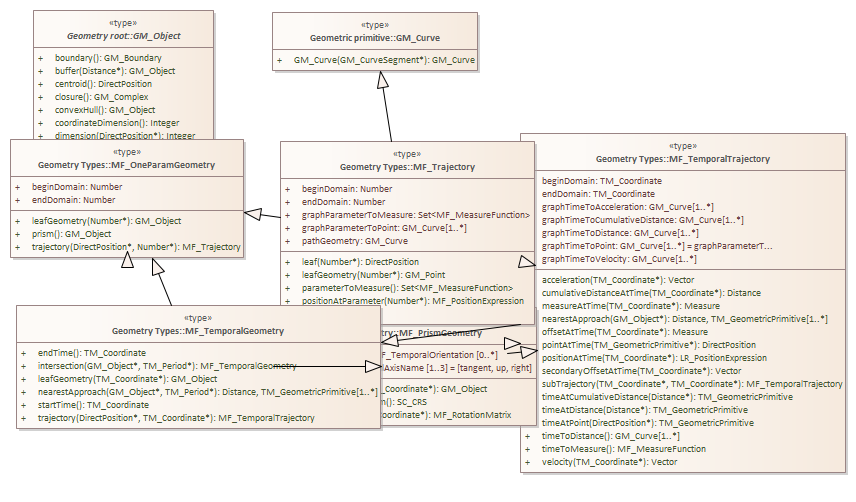 «type»
Geometry root::GM_Object
+ boundary(): GM_Boundary
+ buffer(Distance*): GM_Object
+ centroid(): DirectPosition
+ closure(): GM_Complex
+ convexHull(): GM_Object
+ coordinateDimension(): Integer
+ dimension(DirectPosition*): Integer
«type»
Geometric primitive::GM_Curve
+ GM_Curve(GM_CurveSegment*): GM_Curve
«type»
Geometry Types::MF_OneParamGeometry
+ beginDomain: Number
+ endDomain: Number
+ leafGeometry(Number*): GM_Object
+ prism(): GM_Object
+ trajectory(DirectPosition*, Number*): MF_Trajectory
«type»
Geometry Types::MF_Trajectory
+ beginDomain: Number
+ endDomain: Number
+ graphParameterToMeasure: Set<MF_MeasureFunction>
+ graphParameterToPoint: GM_Curve[1..*]
+ pathGeometry: GM_Curve
+ leaf(Number*): DirectPosition
+ leafGeometry(Number*): GM_Point
+ parameterToMeasure(): Set<MF_MeasureFunction>
+ positionAtParameter(Number*): MF_PositionExpression
«type»
Geometry Types::MF_TemporalTrajectory
beginDomain: TM_Coordinate
endDomain: TM_Coordinate
graphTimeToAcceleration: GM_Curve[1..*]
graphTimeToCumulativeDistance: GM_Curve[1..*]
graphTimeToDistance: GM_Curve[1..*]
graphTimeToPoint: GM_Curve[1..*] = graphParameterT...
graphTimeToVelocity: GM_Curve[1..*]
acceleration(TM_Coordinate*): Vector
cumulativeDistanceAtTime(TM_Coordinate*): Distance
measureAtTime(TM_Coordinate*): Measure
nearestApproach(GM_Object*): Distance, TM_GeometricPrimitive[1..*]
offsetAtTime(TM_Coordinate*): Measure
pointAtTime(TM_GeometricPrimitive*): DirectPosition
positionAtTime(TM_Coordinate*): LR_PositionExpression
secondaryOffsetAtTime(TM_Coordinate*): Vector
subTrajectory(TM_Coordinate*, TM_Coordinate*): MF_TemporalTrajectory
timeAtCumulativeDistance(Distance*): TM_GeometricPrimitive
timeAtDistance(Distance*): TM_GeometricPrimitive
timeAtPoint(DirectPosition*): TM_GeometricPrimitive
+ timeToDistance(): GM_Curve[1..*]
+ timeToMeasure(): MF_MeasureFunction
+ velocity(TM_Coordinate*): Vector
«type»
Geometry Types::MF_TemporalGeometry
+ endTime(): TM_Coordinate
+ intersection(GM_Object*, TM_Period*): MF_TemporalGeometry
+ leafGeometry(TM_Coordinate*): GM_Object
+ nearestApproach(GM_Object*, TM_Period*): Distance, TM_GeometricPrimitive[1..*]
+ startTime(): TM_Coordinate
+ trajectory(DirectPosition*, TM_Coordinate*): MF_TemporalTrajectory
::MF_PrismGeometry
F_TemporalOrientation [0..*]
AxisName [1..3] = [tangent, up, right]
oordinate*): GM_Object
(): SC_CRS
oordinate*): MF_RotationMatrix